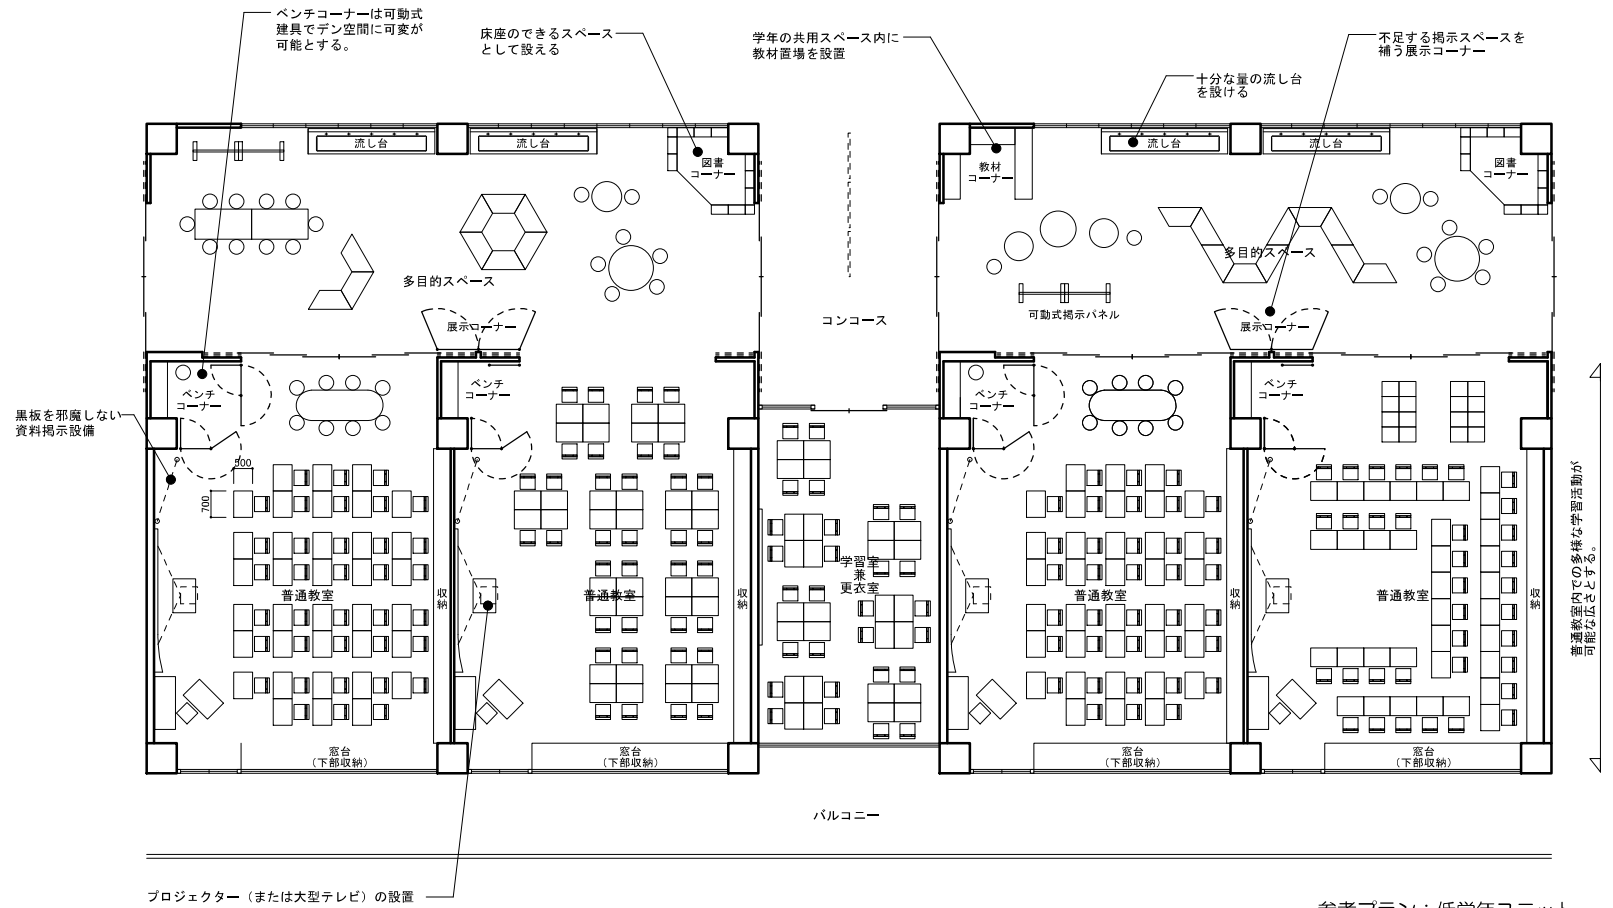 ベンチコーナーは可動式
建具でデン空間に可変が
可能とする。
床座のできるスペース
として設える
学年の共用スペース内に
教材置場を設置
不足する掲示スペースを
補う展示コーナー
十分な量の流し台
を設ける
流し台
流し台
図書
コーナー
教材
コーナー
流し台
流し台
図書
コーナー
多目的スペース
多目的スペース
可動式掲示パネル
コンコース
展示コーナー
展示コーナー
ベンチ
コーナー
ベンチ
コーナー
ベンチ
コーナー
ベンチ
コーナー
黒板を邪魔しない
資料掲示設備
500
700
普通教室
収納
普通教室
収納
学習室
兼
更衣室
普通教室
収納
普通教室
収納
普通教室内での多様な学習活動が
可能な広さとする。
窓台
(下部収納)
窓台
(下部収納)
窓台
(下部収納)
窓台
(下部収納)
バルコニー
プロジェクター（または大型テレビ）の設置